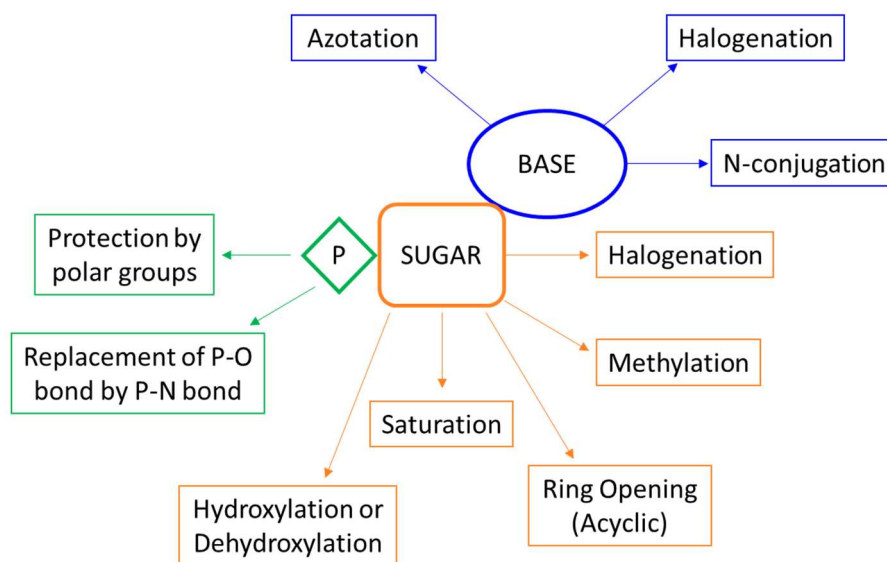 Azotation
Halogenation
BASE
N-conjugation
Protection by
polar groups
P
SUGAR
Halogenation
Replacement of P-O
bond by P-N bond
Methylation
Saturation
Hydroxylation or
Dehydroxylation
Ring Opening
(Acyclic)